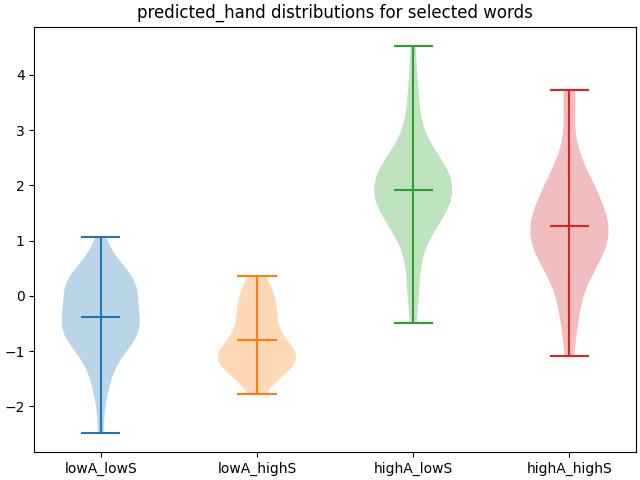 predicted_hand distributions for selected words
4
3
2
1
0
−1
−2
lowA_lowS
lowA_highS
highA_lowS
highA_highS